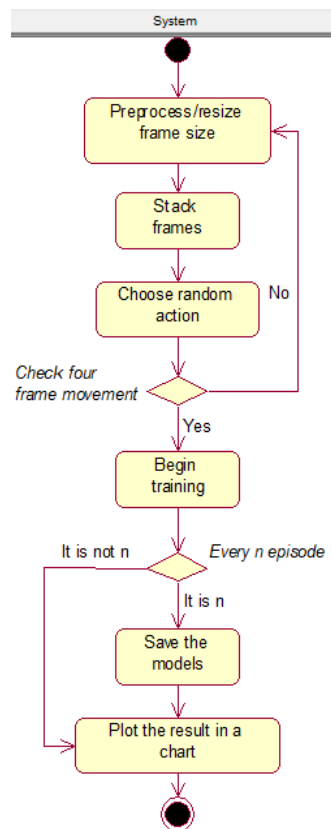 System
Preprocess/resize
frame size
Stack
frames
Choose random
action
No
Check four
frame movement
Yes
Begin
training
It is not n
Every n episode
It is n
Save the
models
Plot the result in a
chart